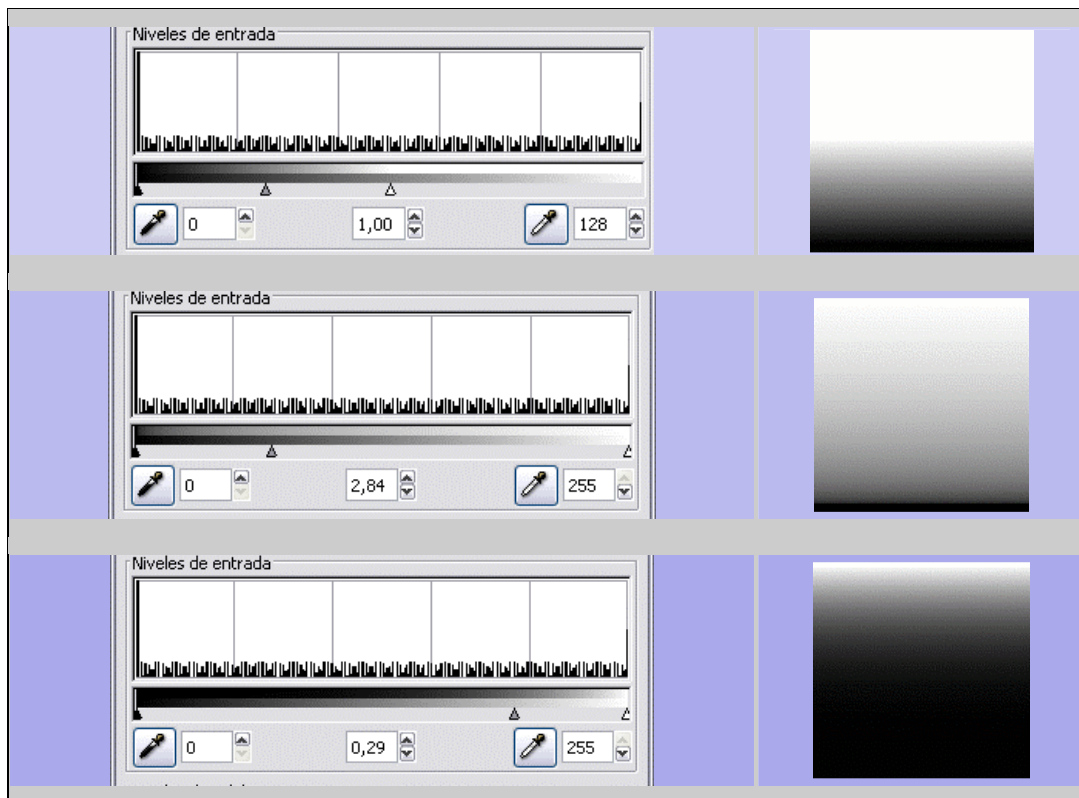 Niveles de entrada
0 1,00 128
Niveles de entrada
0 2,84 255
Niveles de entrada
0 0,29 255